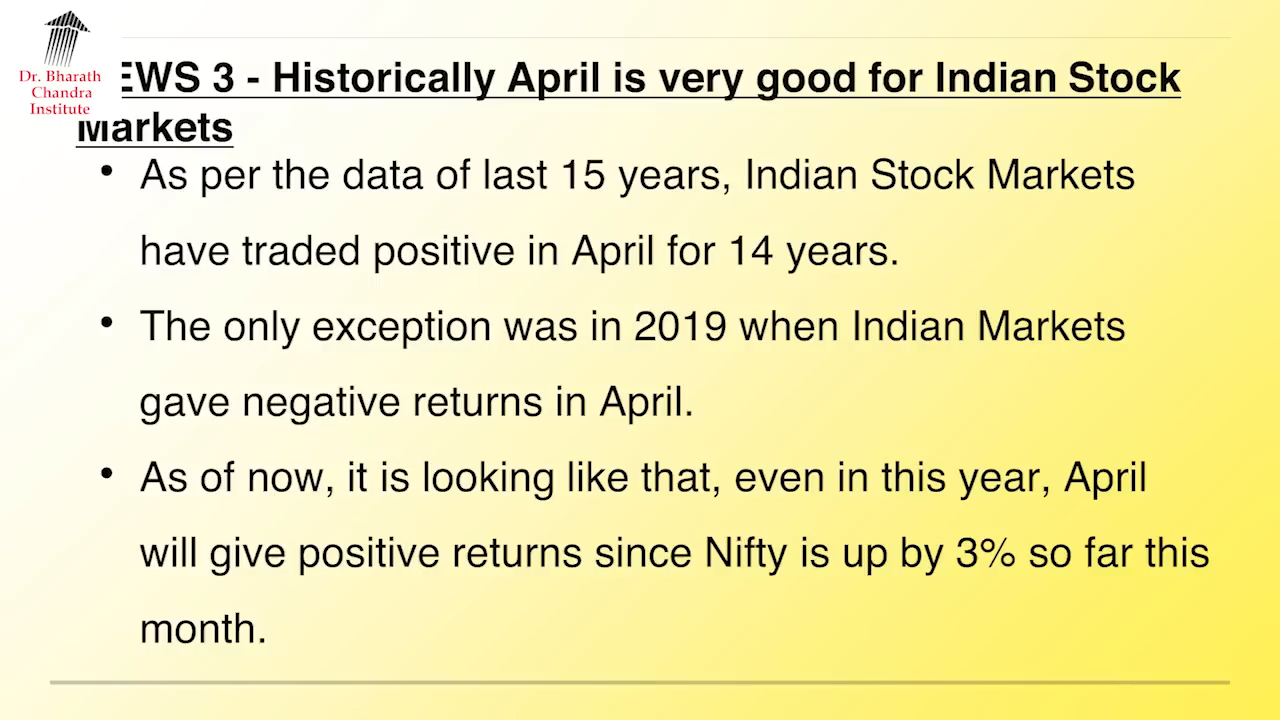 Dr. Bharath
Chandra
Institute
EWS 3 - Historically April is very good for Indian Stock
Markets
• As per the data of last 15 years, Indian Stock Markets
have traded positive in April for 14 years.
• The only exception was in 2019 when Indian Markets
gave negative returns in April.
• As of now, it is looking like that, even in this year, April
will give positive returns since Nifty is up by 3% so far this
month.